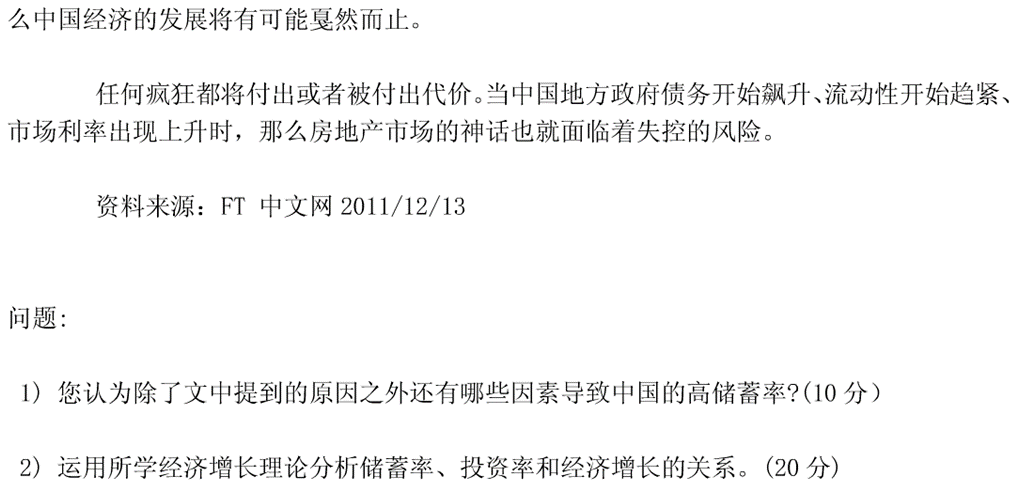 么中国经济的发展将有可能戛然而止。
任何疯狂都将付出或者被付出代价。当中国地方政府债务开始飙升、流动性开始趋紧、
市场利率出现上升时，那么房地产市场的神话也就面临着失控的风险。
资料来源：FT 中文网 2011/12/13
问题:
1) 您认为除了文中提到的原因之外还有哪些因素导致中国的高储蓄率?(10 分）
2) 运用所学经济增长理论分析储蓄率、投资率和经济增长的关系。(20 分)